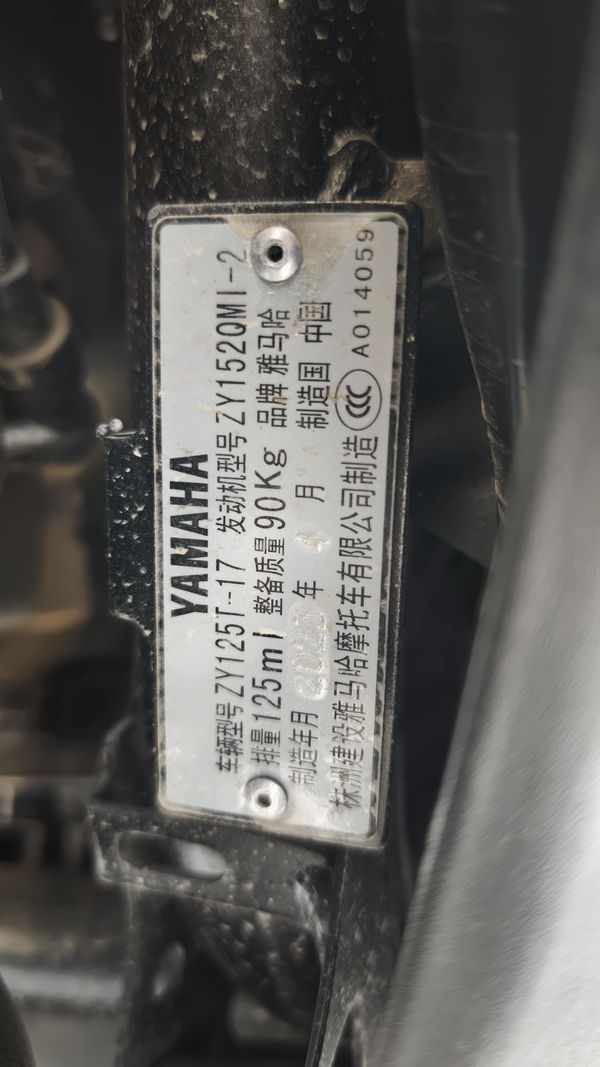 YAMAHA
车辆型号 ZY125T-17 发动机型号 ZY152QMI-2
排量 125ml 整备质量 90Kg 品牌 雅马哈
制造年月 年 月 制造国 中国
株洲建设雅马哈摩托车有限公司制造 CCC A014059